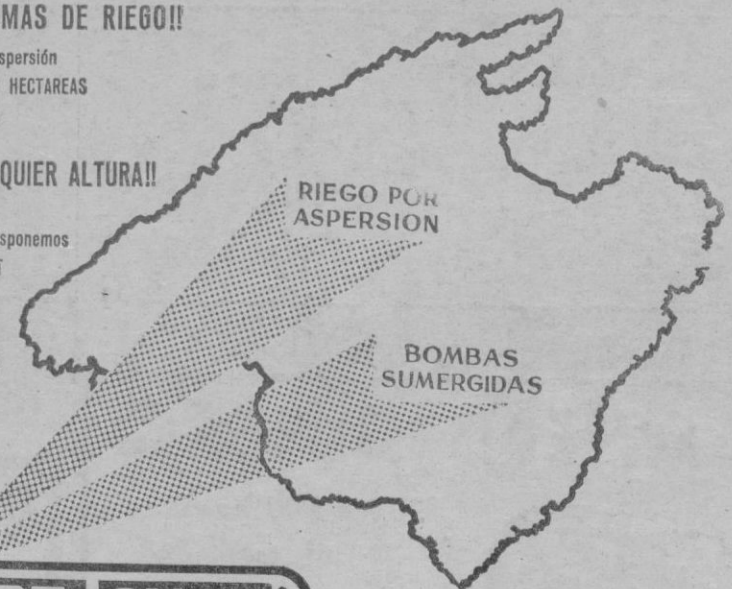 MAS DE RIEGO!!
spersión
HECTAREAS
QUIER ALTURA!!
sponemos
RIEGO POR
ASPERSION
BOMBAS
SUMERGIDAS